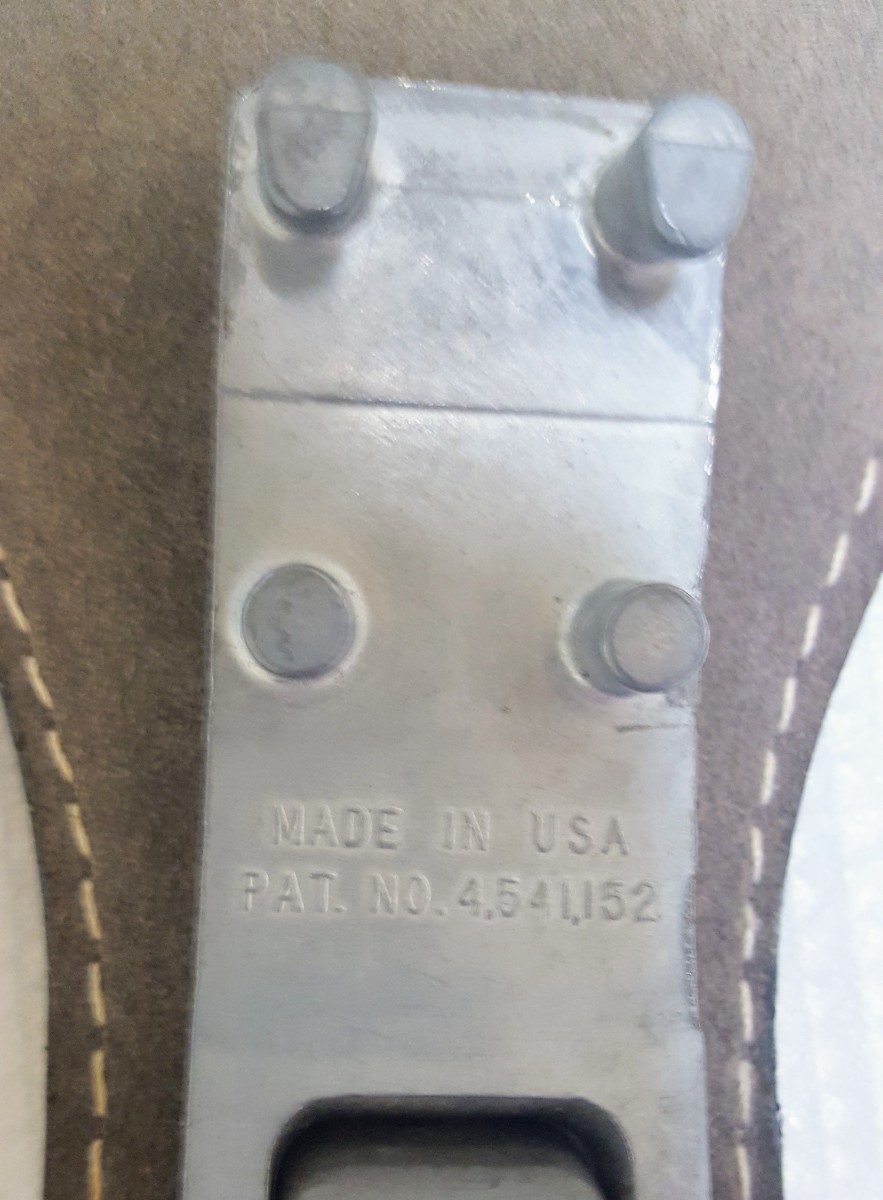 MADE IN USA
PAT. NO. 4,541,152